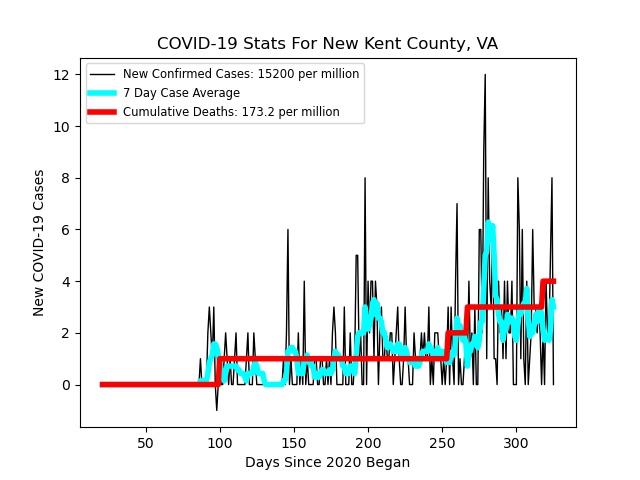 COVID-19 Stats For New Kent County, VA
New Confirmed Cases: 15200 per million
7 Day Case Average
Cumulative Deaths: 173.2 per million
New COVID-19 Cases
12
10
8
6
4
2
0
50 100 150 200 250 300
Days Since 2020 Began